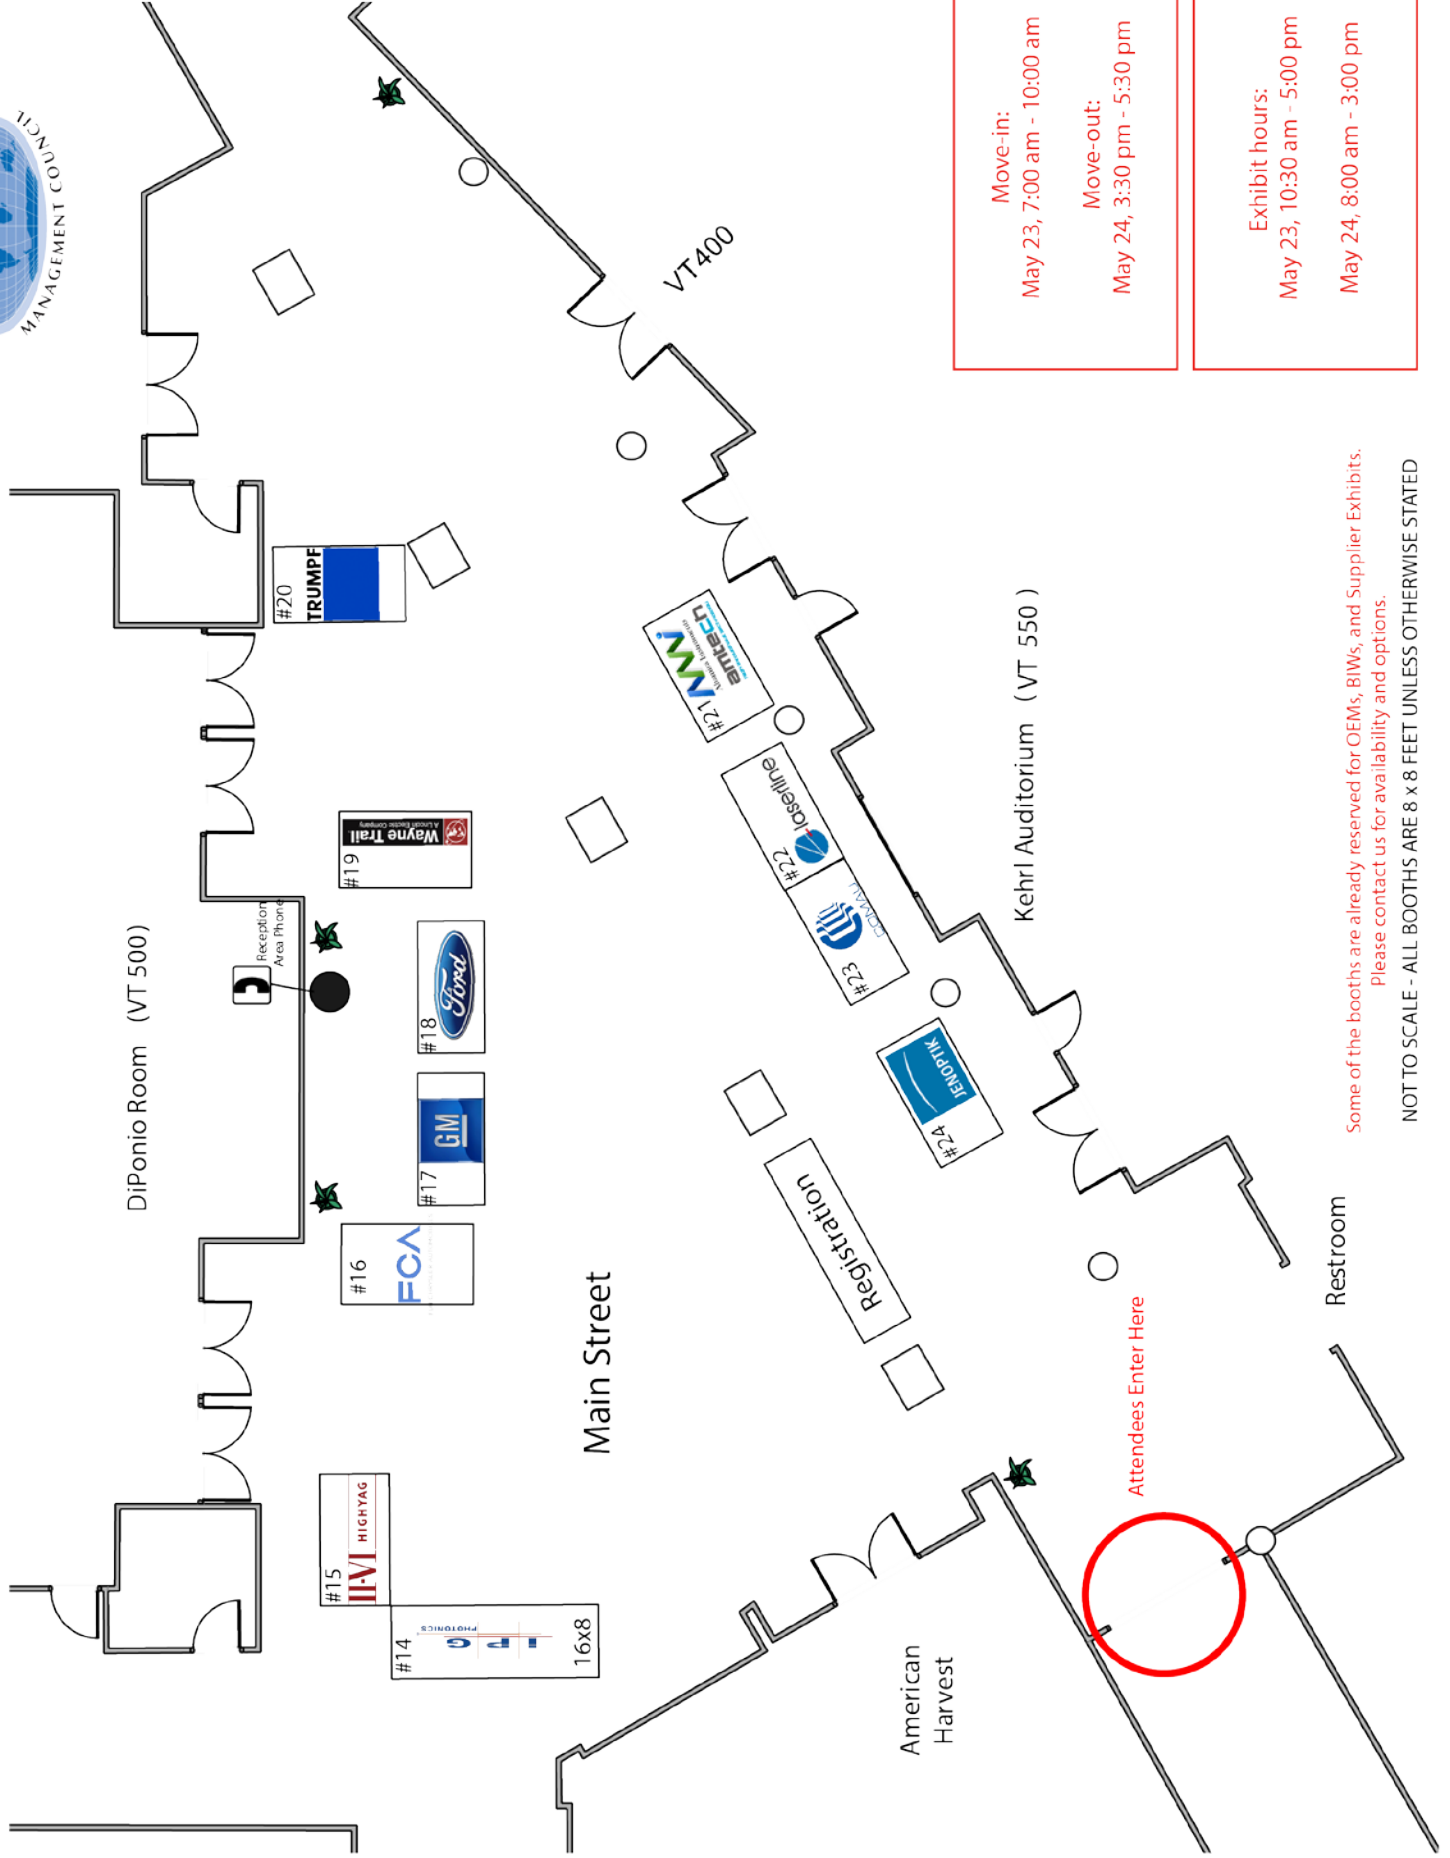 MANAGEMENT COUNCIL
Move-in:
May 23, 7:00 am - 10:00 am
Move-out:
May 24, 3:30 pm - 5:30 pm
Exhibit hours:
May 23, 10:30 am - 5:00 pm
May 24, 8:00 am - 3:00 pm
VT400
DiPonio Room (VT 500)
Reception
Area Phone
#20
TRUMPF
#19
Wayne Trail
A Lincoln Electric Company
#18
Ford
#17
GM
#16
FCA
#15
II-VI HIGHYAG
#14
IPG
PHOTONICS
16x8
Main Street
#21
amtech
#22
laserline
#23
COMAU
#24
JENOPTIK
Registration
Kehrl Auditorium (VT 550 )
American
Harvest
Attendees Enter Here
Restroom
Some of the booths are already reserved for OEMs, BIWs, and Supplier Exhibits.
Please contact us for availability and options.
NOT TO SCALE - ALL BOOTHS ARE 8 x 8 FEET UNLESS OTHERWISE STATED